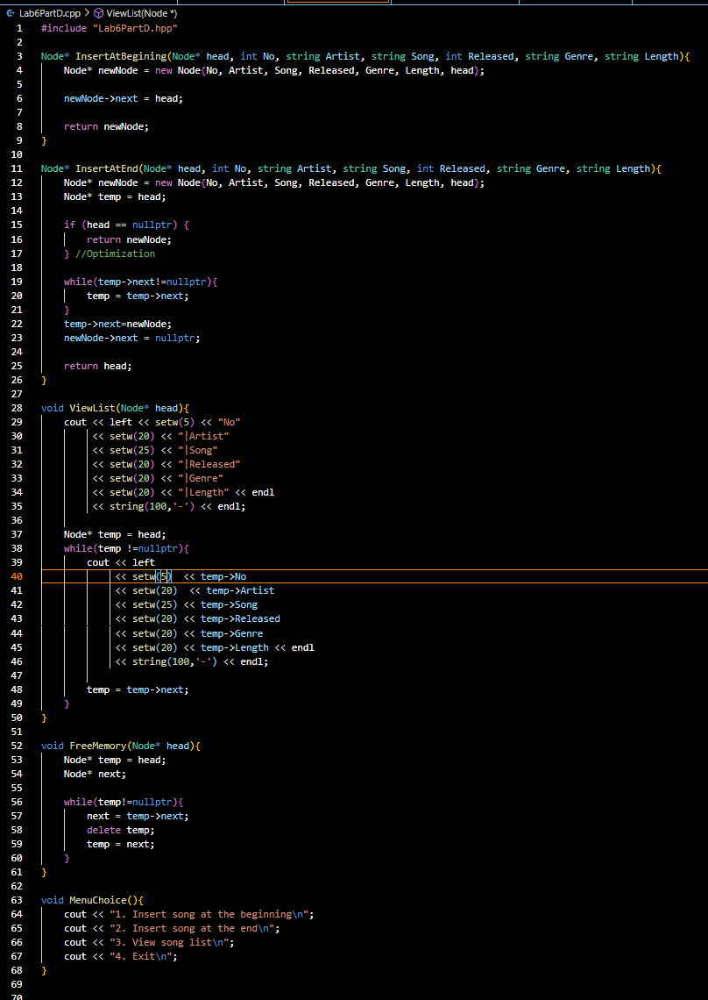 Lab6PartD.cpp > ViewList(Node *)
1 #include "Lab6PartD.hpp"
2
3 Node* InsertAtBegining(Node* head, int No, string Artist, string Song, int Released, string Genre, string Length){
4 Node* newNode = new Node{No, Artist, Song, Released, Genre, Length, head};
5
6 newNode->next = head;
7
8 return newNode;
9 }
10
11 Node* InsertAtEnd(Node* head, int No, string Artist, string Song, int Released, string Genre, string Length){
12 Node* newNode = new Node{No, Artist, Song, Released, Genre, Length, head};
13 Node* temp = head;
14
15 if (head == nullptr) {
16 return newNode;
17 } //Optimization
18
19 while(temp->next!=nullptr){
20 temp = temp->next;
21 }
22 temp->next=newNode;
23 newNode->next = nullptr;
24
25 return head;
26 }
27
28 void ViewList(Node* head){
29 cout << left << setw(5) << "No"
30 << setw(20) << "|Artist"
31 << setw(25) << "|Song"
32 << setw(20) << "|Released"
33 << setw(20) << "|Genre"
34 << setw(20) << "|Length" << endl
35 << string(100,'-') << endl;
36
37 Node* temp = head;
38 while(temp !=nullptr){
39 cout << left
40 << setw(5)  << temp->No
41 << setw(20)  << temp->Artist
42 << setw(25) << temp->Song
43 << setw(20) << temp->Released
44 << setw(20) << temp->Genre
45 << setw(20) << temp->Length << endl
46 << string(100,'-') << endl;
47
48 temp = temp->next;
49 }
50 }
51
52 void FreeMemory(Node* head){
53 Node* temp = head;
54 Node* next;
55
56 while(temp!=nullptr){
57 next = temp->next;
58 delete temp;
59 temp = next;
60 }
61 }
62
63 void MenuChoice(){
64 cout << "1. Insert song at the beginning\n";
65 cout << "2. Insert song at the end\n";
66 cout << "3. View song list\n";
67 cout << "4. Exit\n";
68 }
69
70